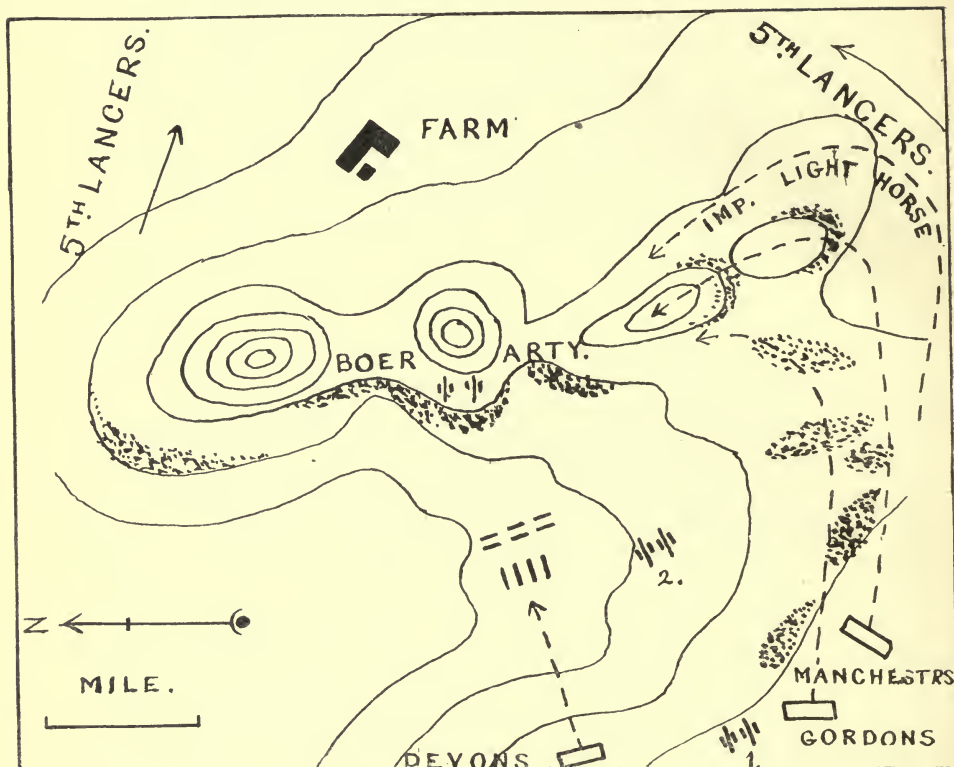 5TH LANCERS.
FARM
5TH LANCERS.
IMP. LIGHT HORSE
BOER ARTY.
2.
N
MILE.
MANCHESTRS
GORDONS
DEVONS
1.